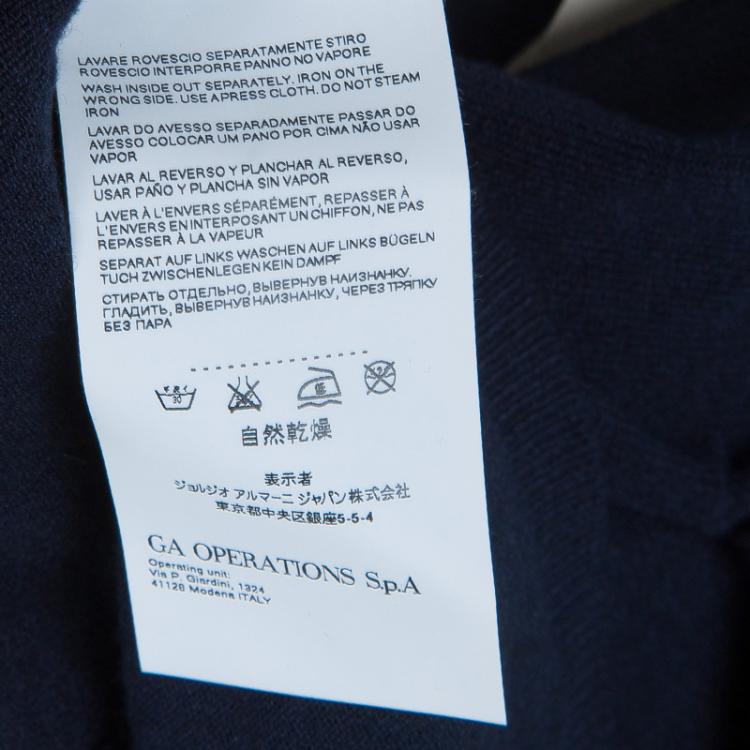 LAVARE ROVESCIO SEPARATAMENTE STIRO
ROVESCIO INTERPORRE PANNO NO VAPORE
WASH INSIDE OUT SEPARATELY. IRON ON THE
WRONG SIDE. USE A PRESS CLOTH. DO NOT STEAM
IRON
LAVAR DO AVESSO SEPARADAMENTE PASSAR DO
AVESSO COLOCAR UM PANO POR CIMA NÃO USAR
VAPOR
LAVAR AL REVERSO Y PLANCHAR AL REVERSO,
USAR PAÑO Y PLANCHA SIN VAPOR
LAVER À L'ENVERS SÉPARÉMENT, REPASSER À
L'ENVERS EN INTERPOSANT UN CHIFFON, NE PAS
REPASSER À LA VAPEUR
SEPARAT AUF LINKS WASCHEN AUF LINKS BÜGELN
TUCH ZWISCHENLEGEN KEIN DAMPF
СТИРАТЬ ОТДЕЛЬНО, ВЫВЕРНУВ НАИЗНАНКУ.
ГЛАДИТЬ, ВЫВЕРНУВ НАИЗНАНКУ, ЧЕРЕЗ ТРЯПКУ
БЕЗ ПАРА
手洗イ
30
低
自然乾燥
表示者
ジョルジオ アルマーニ ジャパン株式会社
東京都中央区銀座5-5-4
GA OPERATIONS S.p.A
Operating unit:
Via P. Giardini, 1324
41126 Modena ITALY